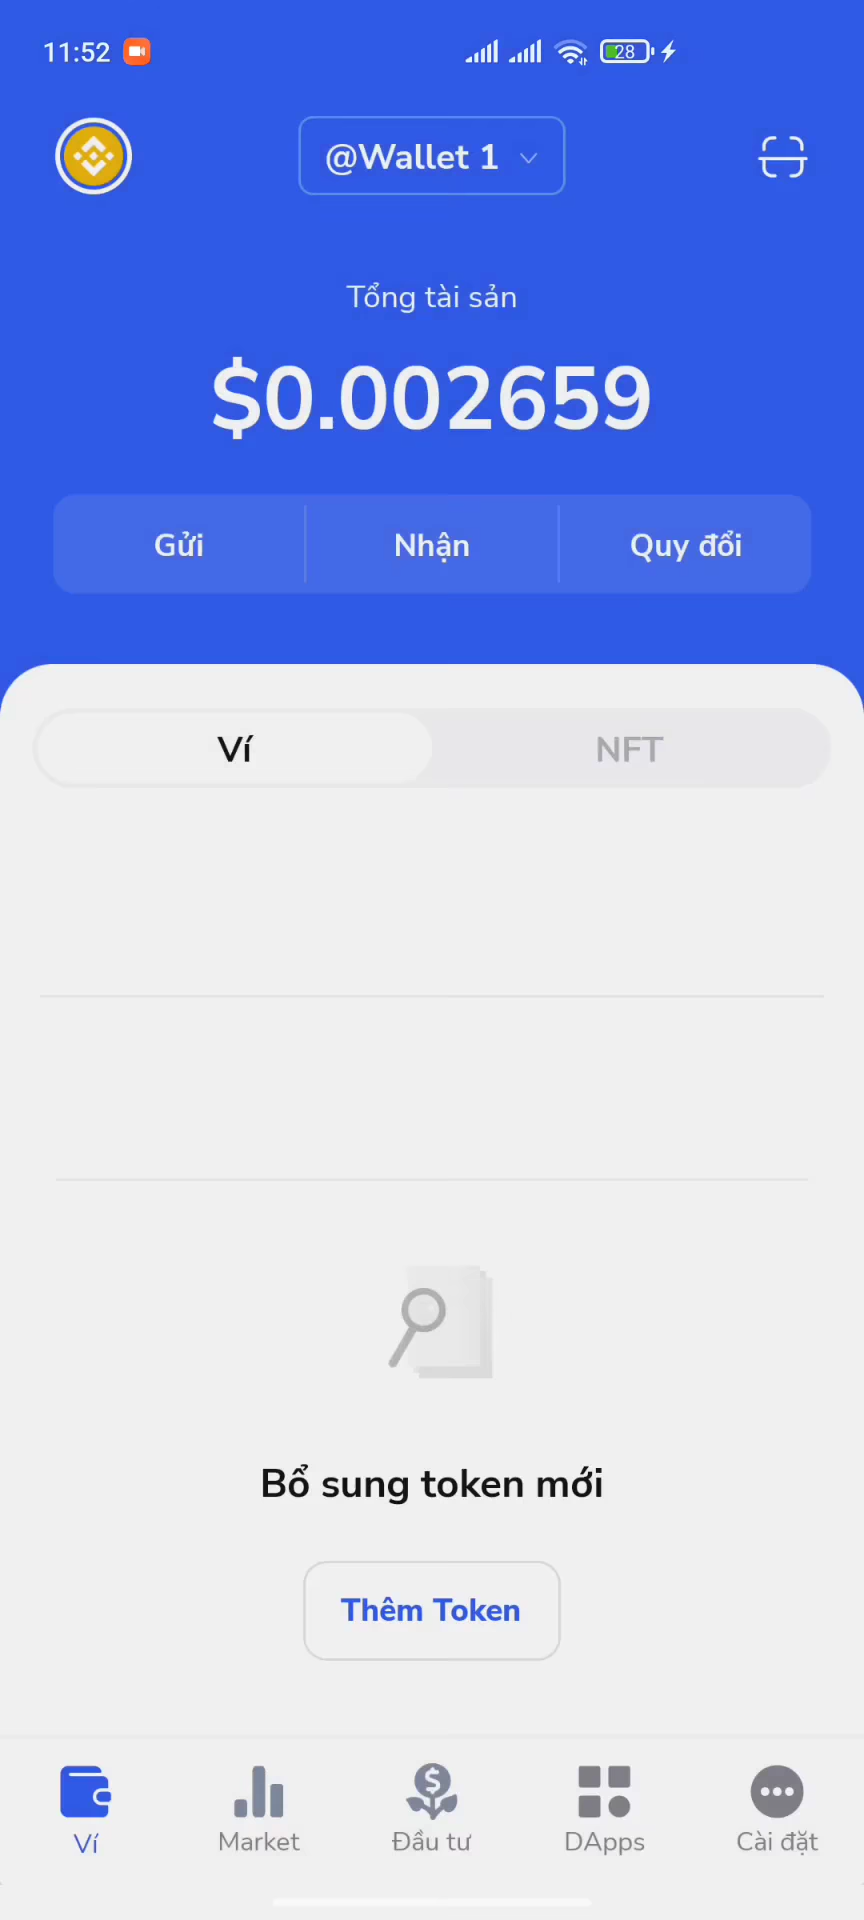 11:52
28
@Wallet 1
Tổng tài sản
$0.002659
Gửi Nhận Quy đổi
Ví NFT
Bổ sung token mới
Thêm Token
Ví Market Đầu tư DApps Cài đặt